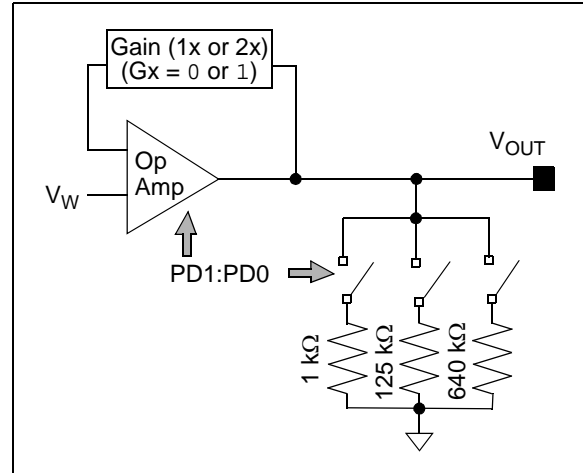 Gain (1x or 2x)
(Gx = 0 or 1)
Op
Amp
VW
VOUT
PD1:PD0
1 kΩ
125 kΩ
640 kΩ